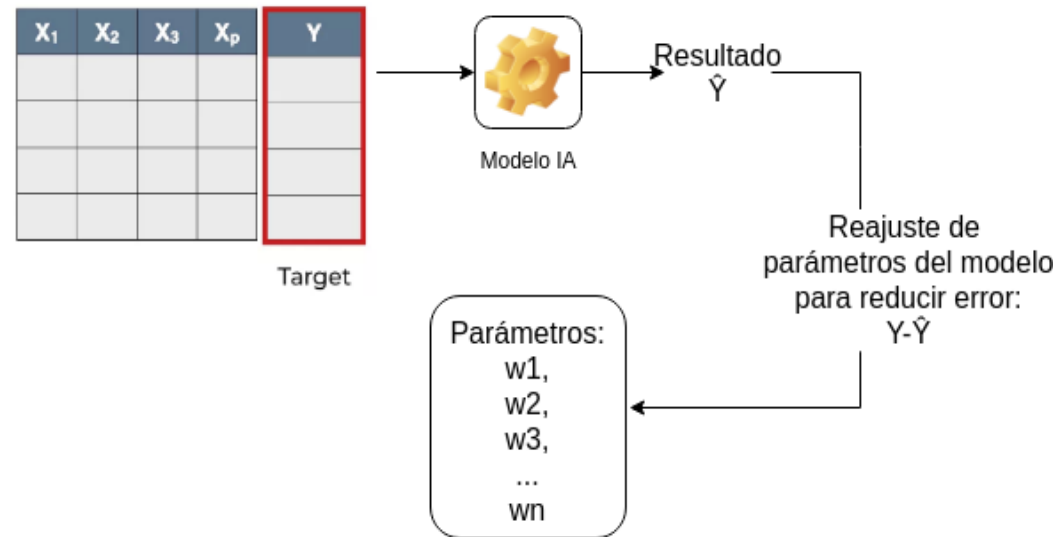 X₁ X₂ X₃ Xₚ Y
Target
Modelo IA
Resultado
Ŷ
Reajuste de
parámetros del modelo
para reducir error:
Y-Ŷ
Parámetros:
w1,
w2,
w3,
...
wn